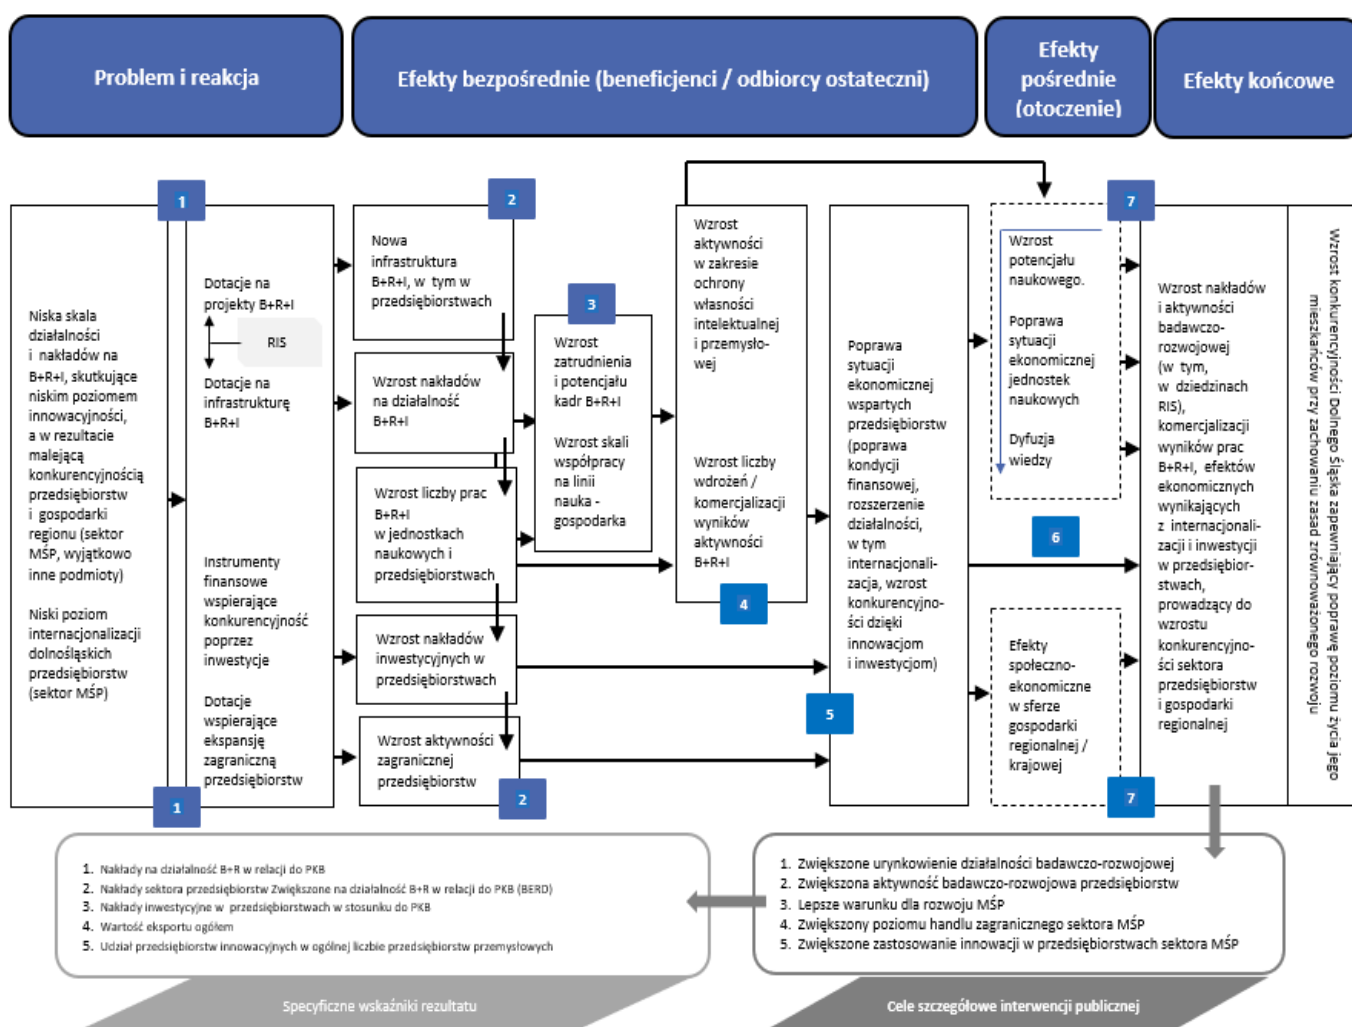 Problem i reakcja
Efekty bezpośrednie (beneficjenci / odbiorcy ostateczni)
Efekty
pośrednie
(otoczenie)
Efekty końcowe
1
Niska skala
działalności
i nakładów na
B+R+I, skutkujące
niskim poziomem
innowacyjności,
a w rezultacie
malejącą
konkurencyjnością
przedsiębiorstw
i gospodarki
regionu (sektor
MŚP, wyjątkowo
inne podmioty)
Niski poziom
internacjonalizacji
dolnośląskich
przedsiębiorstw
(sektor MŚP)
1
Dotacje na
projekty B+R+I
RIS
Dotacje na
infrastrukturę
B+R+I
Instrumenty
finansowe
wspierające
konkurencyjność
poprzez
inwestycje
Dotacje
wspierające
ekspansję
zagraniczną
przedsiębiorstw
2
Nowa
infrastruktura
B+R+I, w tym w
przedsiębiorstwach
Wzrost nakładów
na działalność
B+R+I
Wzrost liczby prac
B+R+I
w jednostkach
naukowych i
przedsiębiorstwach
Wzrost nakładów
inwestycyjnych w
przedsiębiorstwach
Wzrost aktywności
zagranicznej
przedsiębiorstw
2
3
Wzrost
zatrudnienia
i potencjału
kadr B+R+I
Wzrost skali
współpracy
na linii
nauka -
gospodarka
Wzrost
aktywności
w zakresie
ochrony
własności
intelektualnej
i przemysło-
wej
Wzrost liczby
wdrożeń /
komercjalizacji
wyników
aktywności
B+R+I
4
Poprawa
sytuacji
ekonomicznej
wspartych
przedsiębiorstw
(poprawa
kondycji
finansowej,
rozszerzenie
działalności,
w tym
internacjonali-
zacja, wzrost
konkurencyjno-
ści dzięki
innowacjom
i inwestycjom)
5
7
Wzrost
potencjału
naukowego.
Poprawa
sytuacji
ekonomicznej
jednostek
naukowych
Dyfuzja
wiedzy
6
Efekty
społeczno-
ekonomiczne
w sferze
gospodarki
regionalnej /
krajowej
7
Wzrost nakładów
i aktywności
badawczo-
rozwojowej
(w tym,
w dziedzinach
RIS),
komercjalizacji
wyników prac
B+R+I, efektów
ekonomicznych
wynikających
z internacjonali-
zacji i inwestycji
w przedsiębior-
stwach,
prowadzący do
wzrostu
konkurencyjno-
ści sektora
przedsiębiorstw
i gospodarki
regionalnej
Wzrost konkurencyjności Dolnego Śląska zapewniający poprawę poziomu życia jego
mieszkańców przy zachowaniu zasad zrównoważonego rozwoju
1. Nakłady na działalność B+R w relacji do PKB
2. Nakłady sektora przedsiębiorstw Zwiększone na działalność B+R w relacji do PKB (BERD)
3. Nakłady inwestycyjne w przedsiębiorstwach w stosunku do PKB
4. Wartość eksportu ogółem
5. Udział przedsiębiorstw innowacyjnych w ogólnej liczbie przedsiębiorstw przemysłowych
Specyficzne wskaźniki rezultatu
1. Zwiększone urynkowienie działalności badawczo-rozwojowej
2. Zwiększona aktywność badawczo-rozwojowa przedsiębiorstw
3. Lepsze warunku dla rozwoju MŚP
4. Zwiększony poziomu handlu zagranicznego sektora MŚP
5. Zwiększone zastosowanie innowacji w przedsiębiorstwach sektora MŚP
Cele szczegółowe interwencji publicznej